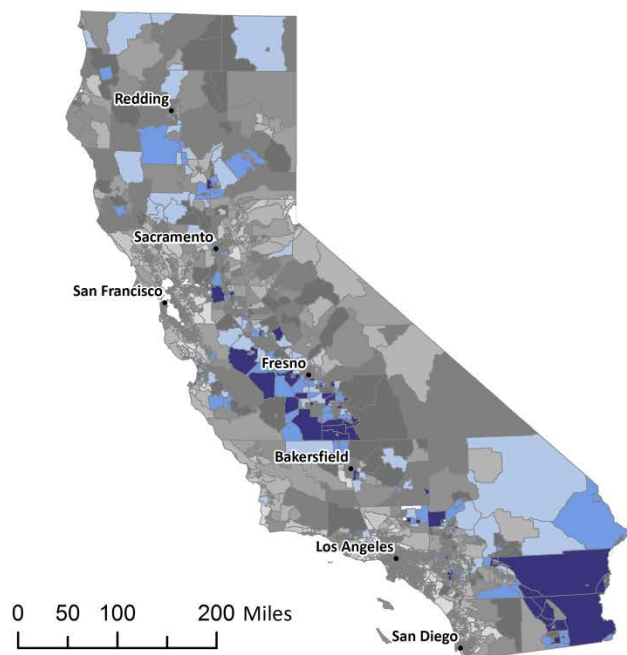 Redding
Sacramento
San Francisco
Fresno
Bakersfield
Los Angeles
0 50 100 200 Miles
San Diego